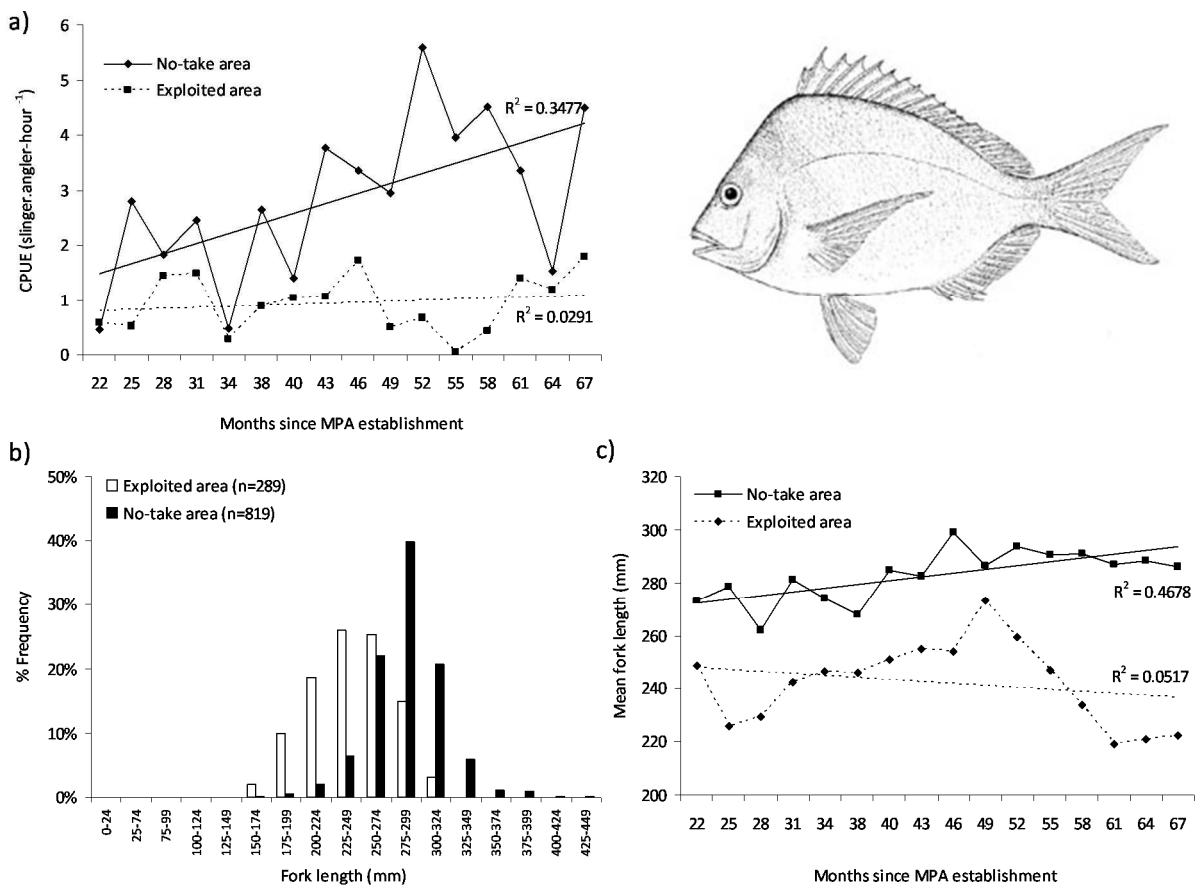 a)
6
5
4
3
2
1
0
CPUE (slinger.angler-hour ⁻¹)
No-take area
Exploited area
R² = 0.3477
R² = 0.0291
22 25 28 31 34 38 40 43 46 49 52 55 58 61 64 67
Months since MPA establishment
b)
50%
40%
30%
20%
10%
0%
% Frequency
Exploited area (n=289)
No-take area (n=819)
0-24
25-74
75-99
100-124
125-149
150-174
175-199
200-224
225-249
250-274
275-299
300-324
325-349
350-374
375-399
400-424
425-449
Fork length (mm)
c)
320
300
280
260
240
220
200
Mean fork length (mm)
No-take area
Exploited area
R² = 0.4678
R² = 0.0517
22 25 28 31 34 38 40 43 46 49 52 55 58 61 64 67
Months since MPA establishment